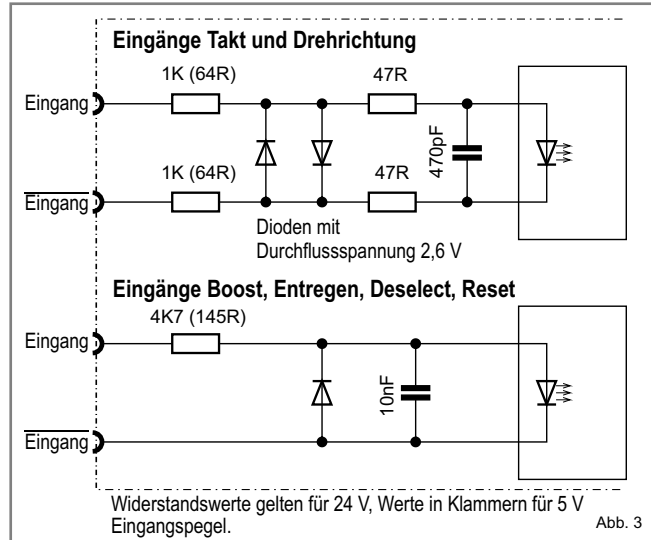 Eingänge Takt und Drehrichtung
1K (64R)
47R
Eingang
470pF
1K (64R)
47R
Eingang
Dioden mit
Durchflussspannung 2,6 V
Eingänge Boost, Entregen, Deselect, Reset
4K7 (145R)
Eingang
10nF
Eingang
Widerstandswerte gelten für 24 V, Werte in Klammern für 5 V
Eingangspegel.
Abb. 3